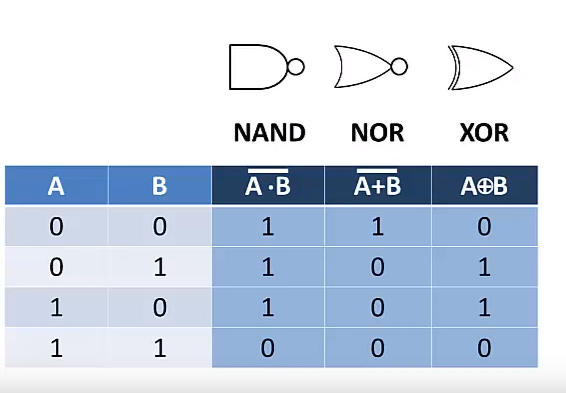 NAND NOR XOR
A B A̅ ̅·̅B̅ A̅+̅B̅ A⊕B
0 0 1 1 0
0 1 1 0 1
1 0 1 0 1
1 1 0 0 0